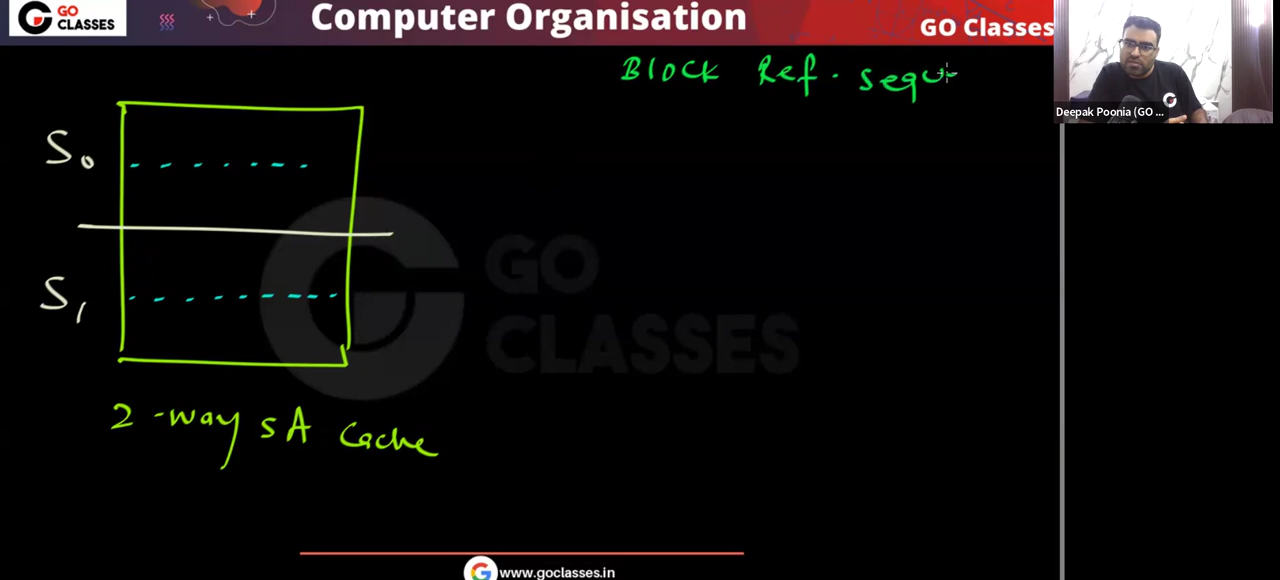 GO CLASSES
Computer Organisation
GO Classes
Block Ref. sequ
Deepak Poonia (GO ...
S0
S1
GO
CLASSES
2-way SA Cache
www.goclasses.in